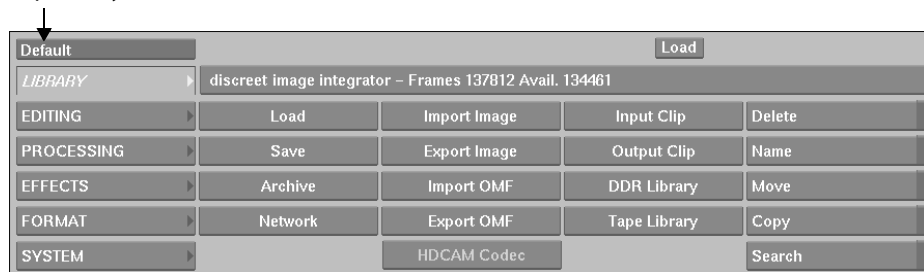 Default Load
LIBRARY discreet image integrator – Frames 137812 Avail. 134461
EDITING Load Import Image Input Clip Delete
PROCESSING Save Export Image Output Clip Name
EFFECTS Archive Import OMF DDR Library Move
FORMAT Network Export OMF Tape Library Copy
SYSTEM HDCAM Codec Search